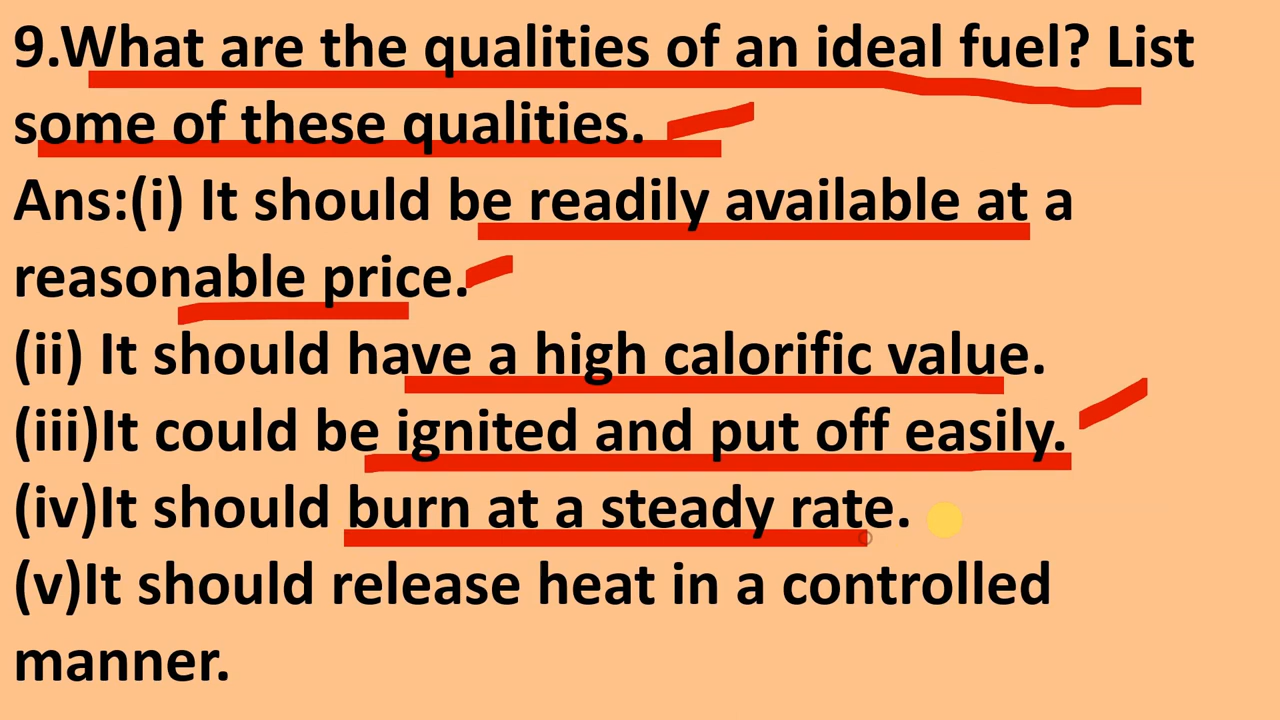 9.What are the qualities of an ideal fuel? List
some of these qualities.
Ans:(i) It should be readily available at a
reasonable price.
(ii) It should have a high calorific value.
(iii)It could be ignited and put off easily.
(iv)It should burn at a steady rate.
(v)It should release heat in a controlled
manner.